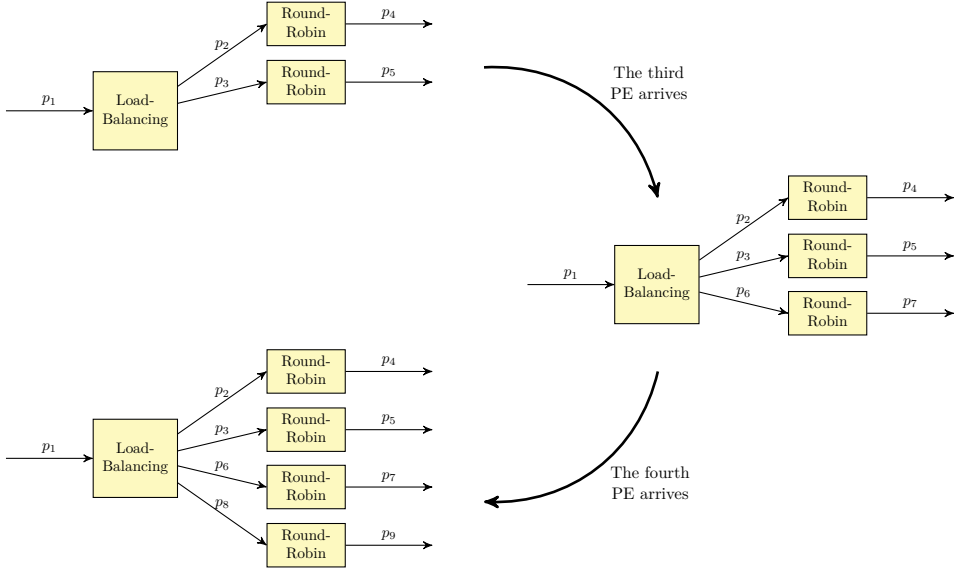 Round-
Robin
p4
p2
Round-
Robin
p5
p3
Load-
Balancing
p1
The third
PE arrives
Round-
Robin
p4
p2
Round-
Robin
p5
p3
Load-
Balancing
p1
p6
Round-
Robin
p7
Round-
Robin
p4
p2
Round-
Robin
p5
p3
Load-
Balancing
p1
p6
Round-
Robin
p7
p8
Round-
Robin
p9
The fourth
PE arrives